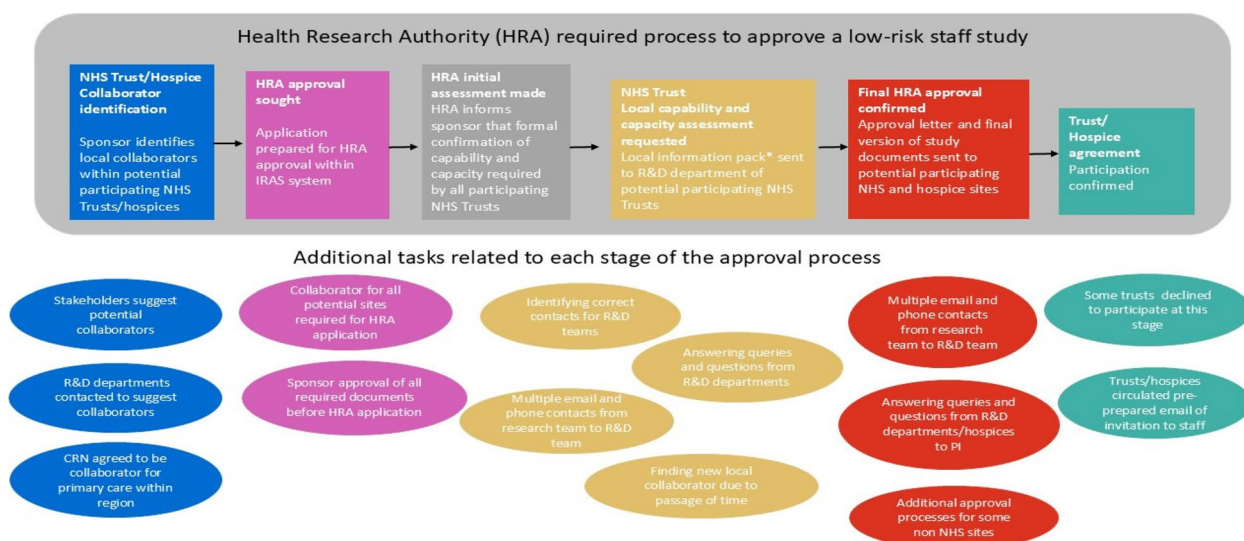 Health Research Authority (HRA) required process to approve a low-risk staff study
NHS Trust/Hospice
Collaborator
identification
Sponsor identifies
local collaborators
within potential
participating NHS
Trusts/hospices
HRA approval
sought
Application
prepared for HRA
approval within
IRAS system
HRA initial
assessment made
HRA informs
sponsor that formal
confirmation of
capability and
capacity required
by all participating
NHS Trusts
NHS Trust
Local capability and
capacity assessment
requested
Local information pack* sent
to R&D department of
potential participating NHS
Trusts
Final HRA approval
confirmed
Approval letter and final
version of study
documents sent to
potential participating
NHS and hospice sites
Trust/
Hospice
agreement
Participation
confirmed
Additional tasks related to each stage of the approval process
Stakeholders suggest
potential
collaborators
R&D departments
contacted to suggest
collaborators
CRN agreed to be
collaborator for
primary care within
region
Collaborator for all
potential sites
required for HRA
application
Sponsor approval of all
required documents
before HRA application
Identifying correct
contacts for R&D
teams
Answering queries
and questions from
R&D departments
Multiple email and
phone contacts from
research team to R&D
team
Finding new local
collaborator due to
passage of time
Multiple email and
phone contacts
from research
team to R&D team
Answering queries and
questions from R&D
departments/hospices
to PI
Additional approval
processes for some
non NHS sites
Some trusts declined
to participate at this
stage
Trusts/hospices
circulated pre-
prepared email of
invitation to staff